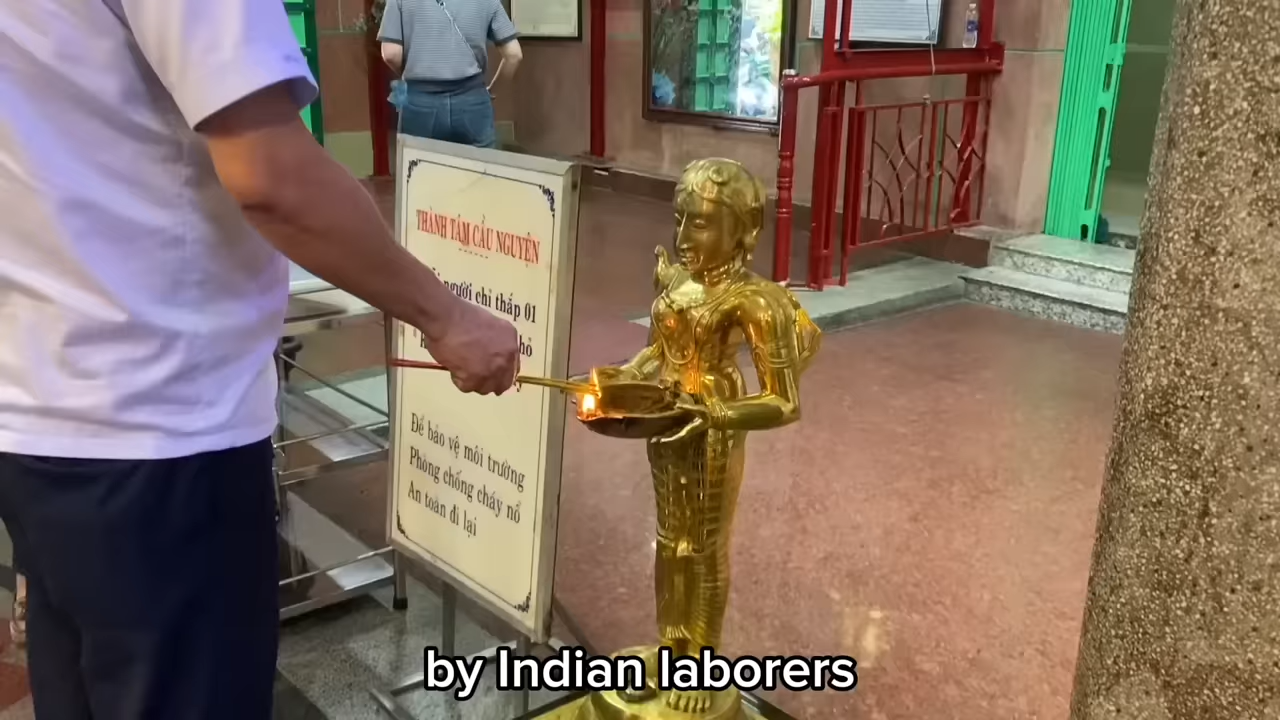 THÀNH TÂM CẦU NGUYỆN
người chỉ thắp 01
Để bảo vệ môi trường
Phòng chống cháy nổ
An toàn đi lại
by Indian laborers